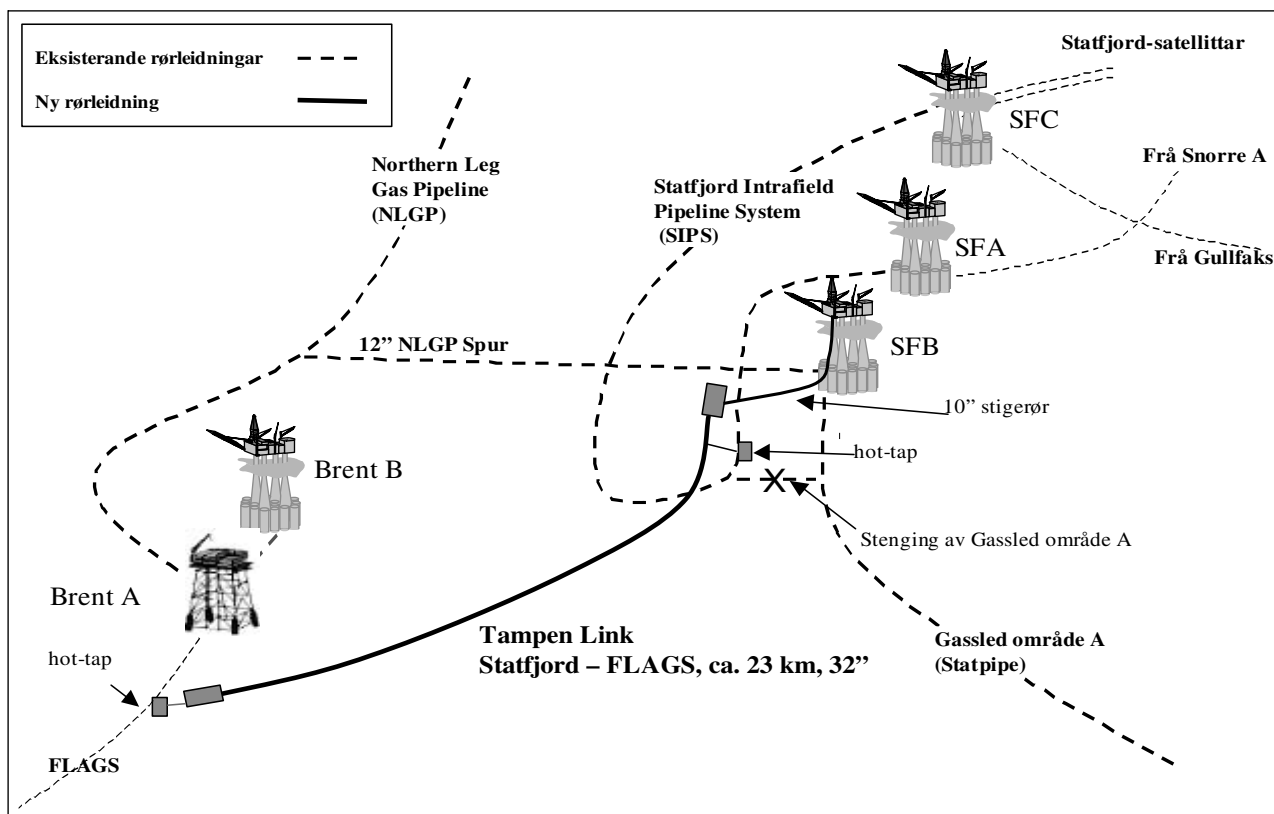 Eksisterande rørleidningar
Ny rørleidning
Statfjord-satellittar
SFC
Frå Snorre A
Northern Leg
Gas Pipeline
(NLGP)
Statfjord Intrafield
Pipeline System
(SIPS)
SFA
Frå Gullfaks
12” NLGP Spur
SFB
10” stigerør
hot-tap
Brent B
Stenging av Gassled område A
Brent A
Tampen Link
Statfjord – FLAGS, ca. 23 km, 32”
Gassled område A
(Statpipe)
hot-tap
FLAGS